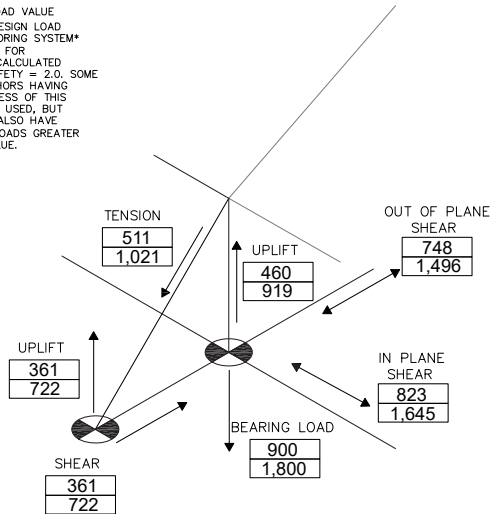 OAD VALUE
ESIGN LOAD
ORING SYSTEM*
FOR
CALCULATED
FETY = 2.0. SOME
HORS HAVING
ESS OF THIS
USED, BUT
ALSO HAVE
OADS GREATER
UE.
TENSION
511
1,021
UPLIFT
460
919
OUT OF PLANE
SHEAR
748
1,496
UPLIFT
361
722
IN PLANE
SHEAR
823
1,645
BEARING LOAD
900
1,800
SHEAR
361
722